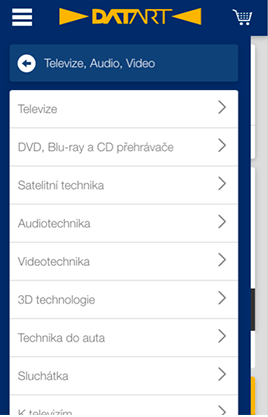 DATART
Televize, Audio, Video
Televize
DVD, Blu-ray a CD přehrávače
Satelitní technika
Audiotechnika
Videotechnika
3D technologie
Technika do auta
Sluchátka
K televizím